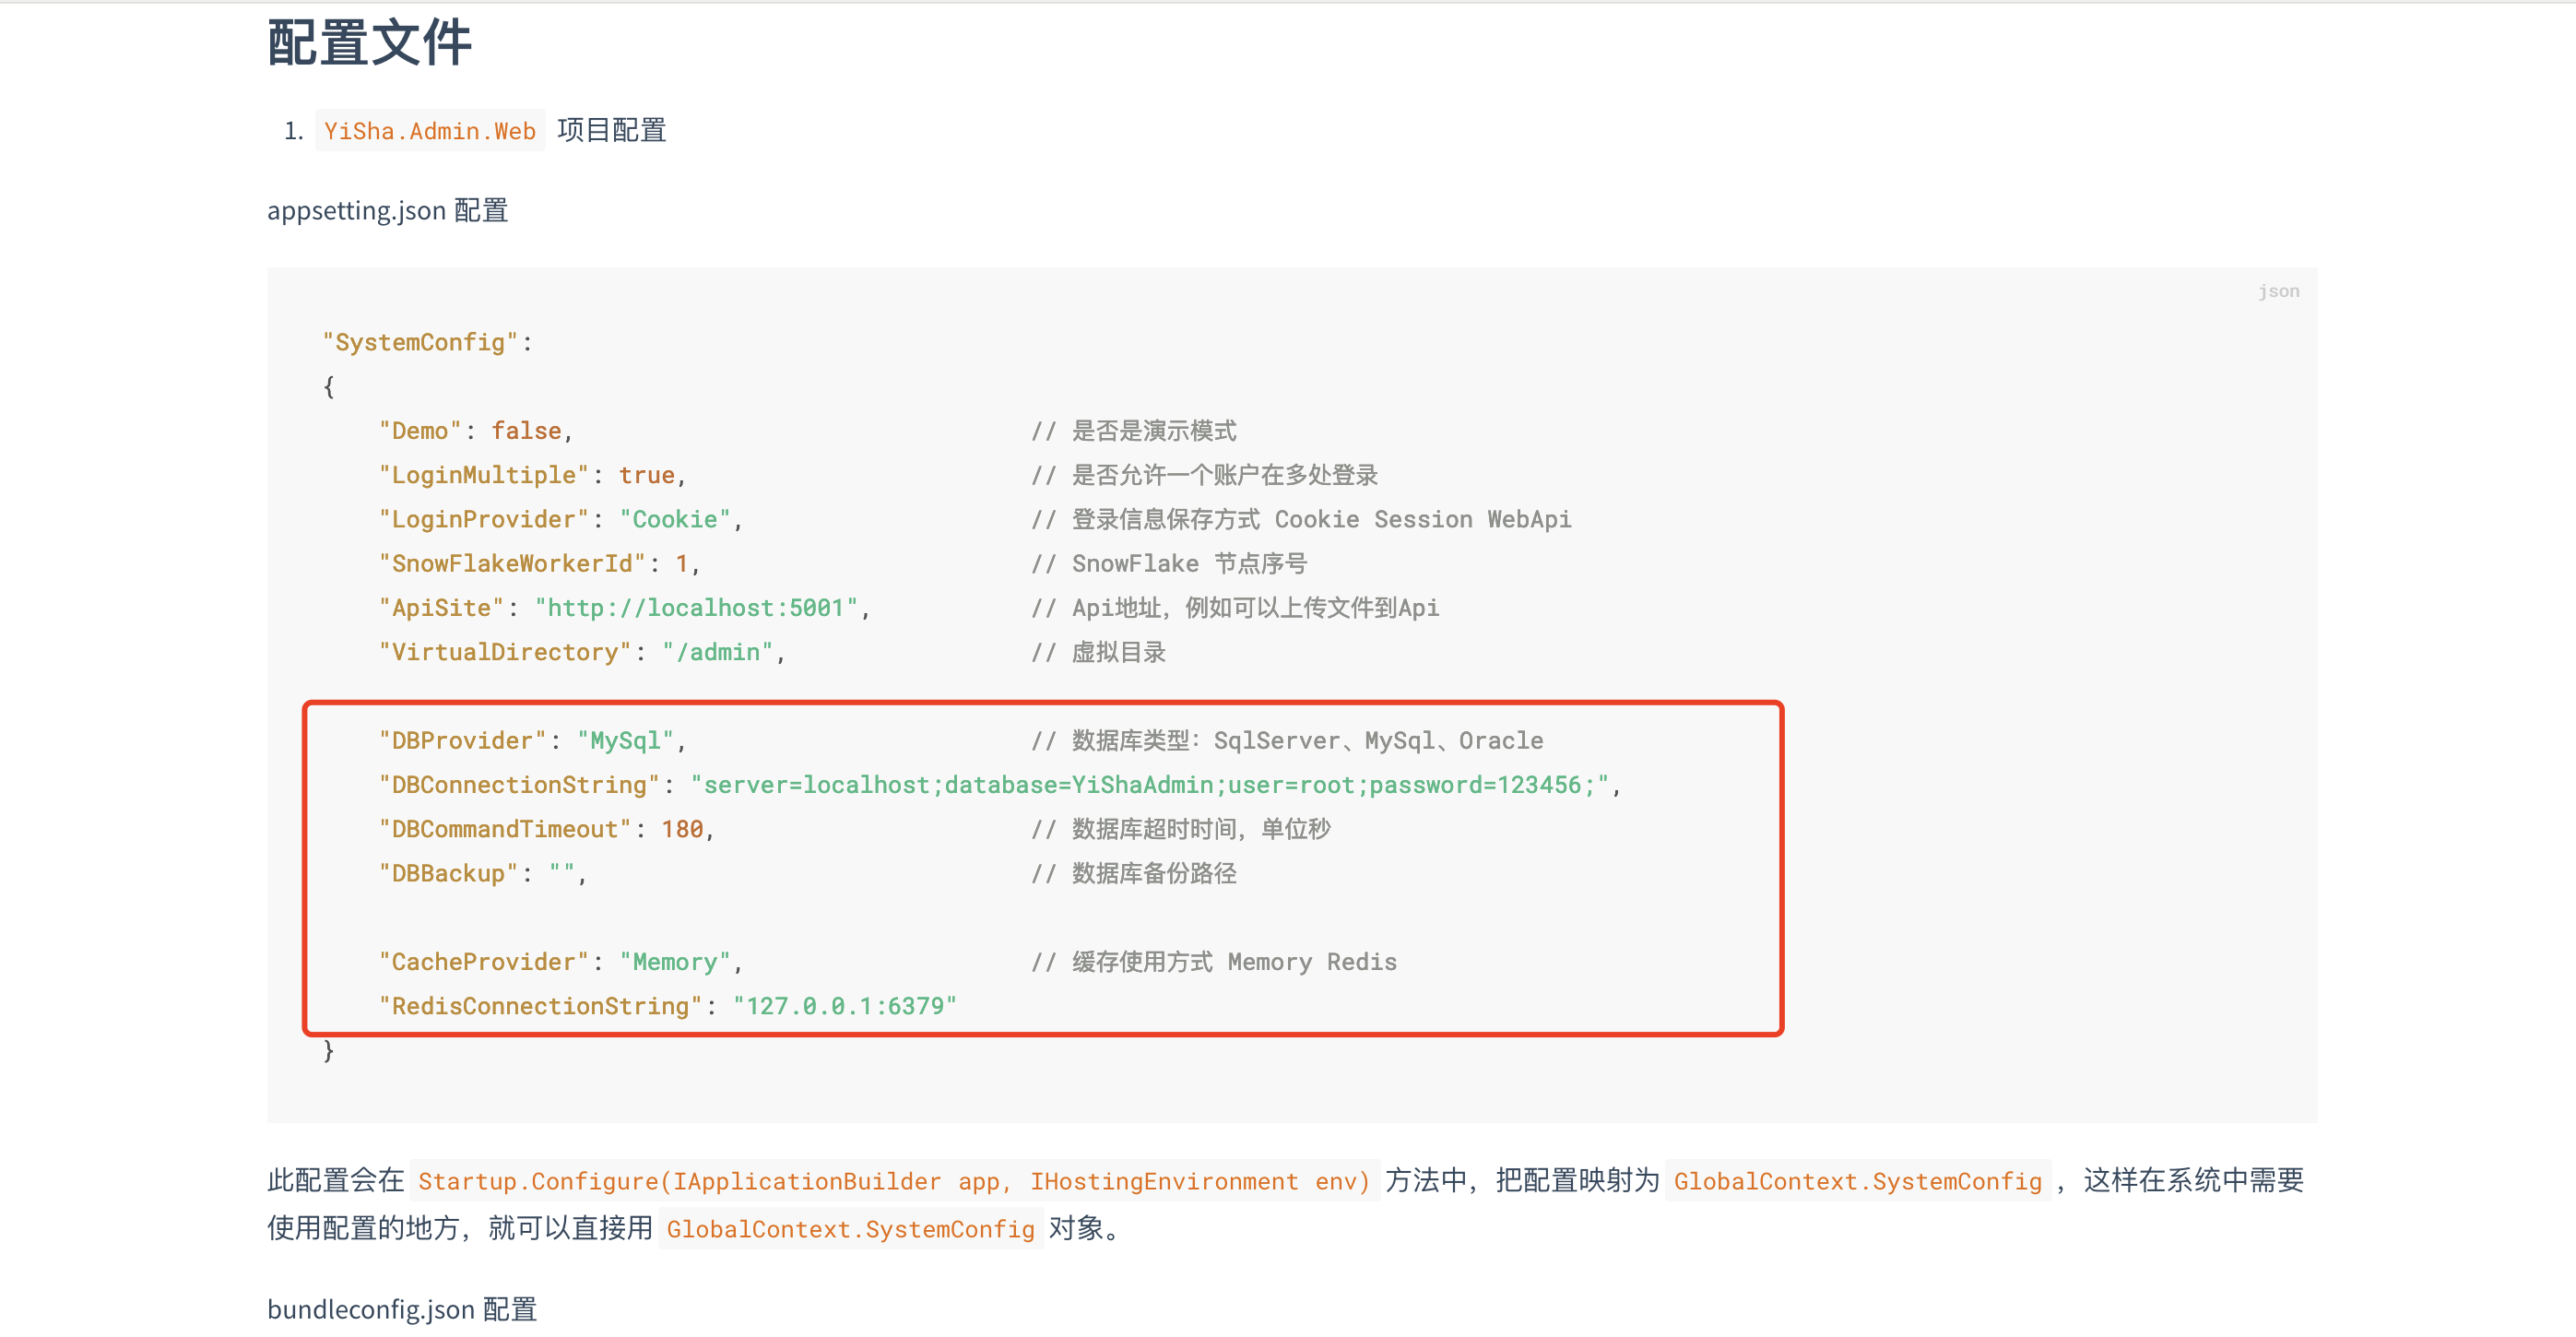 配置文件
1. YiSha.Admin.Web 项目配置
appsetting.json 配置
json
"SystemConfig":
{
"Demo": false, // 是否是演示模式
"LoginMultiple": true, // 是否允许一个账户在多处登录
"LoginProvider": "Cookie", // 登录信息保存方式 Cookie Session WebApi
"SnowFlakeWorkerId": 1, // SnowFlake 节点序号
"ApiSite": "http://localhost:5001", // Api地址，例如可以上传文件到Api
"VirtualDirectory": "/admin", // 虚拟目录
"DBProvider": "MySql", // 数据库类型：SqlServer、MySql、Oracle
"DBConnectionString": "server=localhost;database=YiShaAdmin;user=root;password=123456;",
"DBCommandTimeout": 180, // 数据库超时时间，单位秒
"DBBackup": "", // 数据库备份路径
"CacheProvider": "Memory", // 缓存使用方式 Memory Redis
"RedisConnectionString": "127.0.0.1:6379"
}
此配置会在 Startup.Configure(IApplicationBuilder app, IHostingEnvironment env) 方法中，把配置映射为 GlobalContext.SystemConfig ，这样在系统中需要
使用配置的地方，就可以直接用 GlobalContext.SystemConfig 对象。
bundleconfig.json 配置